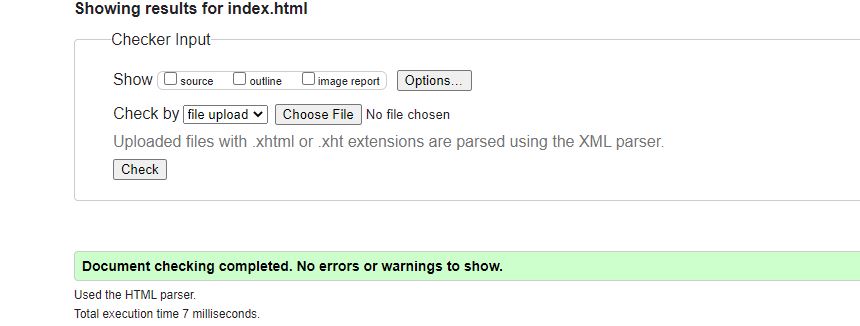 Showing results for index.html
Checker Input
Show source outline image report Options...
Check by file upload Choose File No file chosen
Uploaded files with .xhtml or .xht extensions are parsed using the XML parser.
Check
Document checking completed. No errors or warnings to show.
Used the HTML parser.
Total execution time 7 milliseconds.